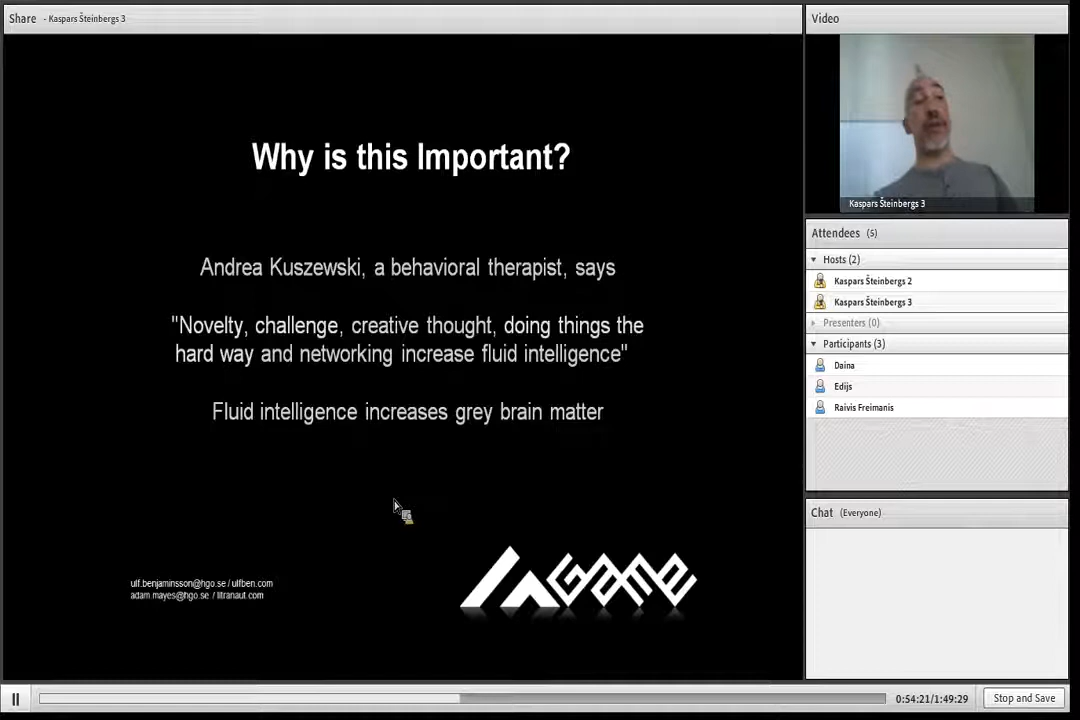 Share - Kaspars Šteinbergs 3
Why is this Important?
Andrea Kuszewski, a behavioral therapist, says
"Novelty, challenge, creative thought, doing things the
hard way and networking increase fluid intelligence"
Fluid intelligence increases grey brain matter
ulf.benjaminsson@hgo.se / ulfben.com
adam.mayes@hgo.se / litranaut.com
GAME
Video
Kaspars Šteinbergs 3
Attendees (5)
Hosts (2)
Kaspars Šteinbergs 2
Kaspars Šteinbergs 3
Presenters (0)
Participants (3)
Daina
Edijs
Raivis Freimanis
Chat (Everyone)
0:54:21/1:49:29
Stop and Save